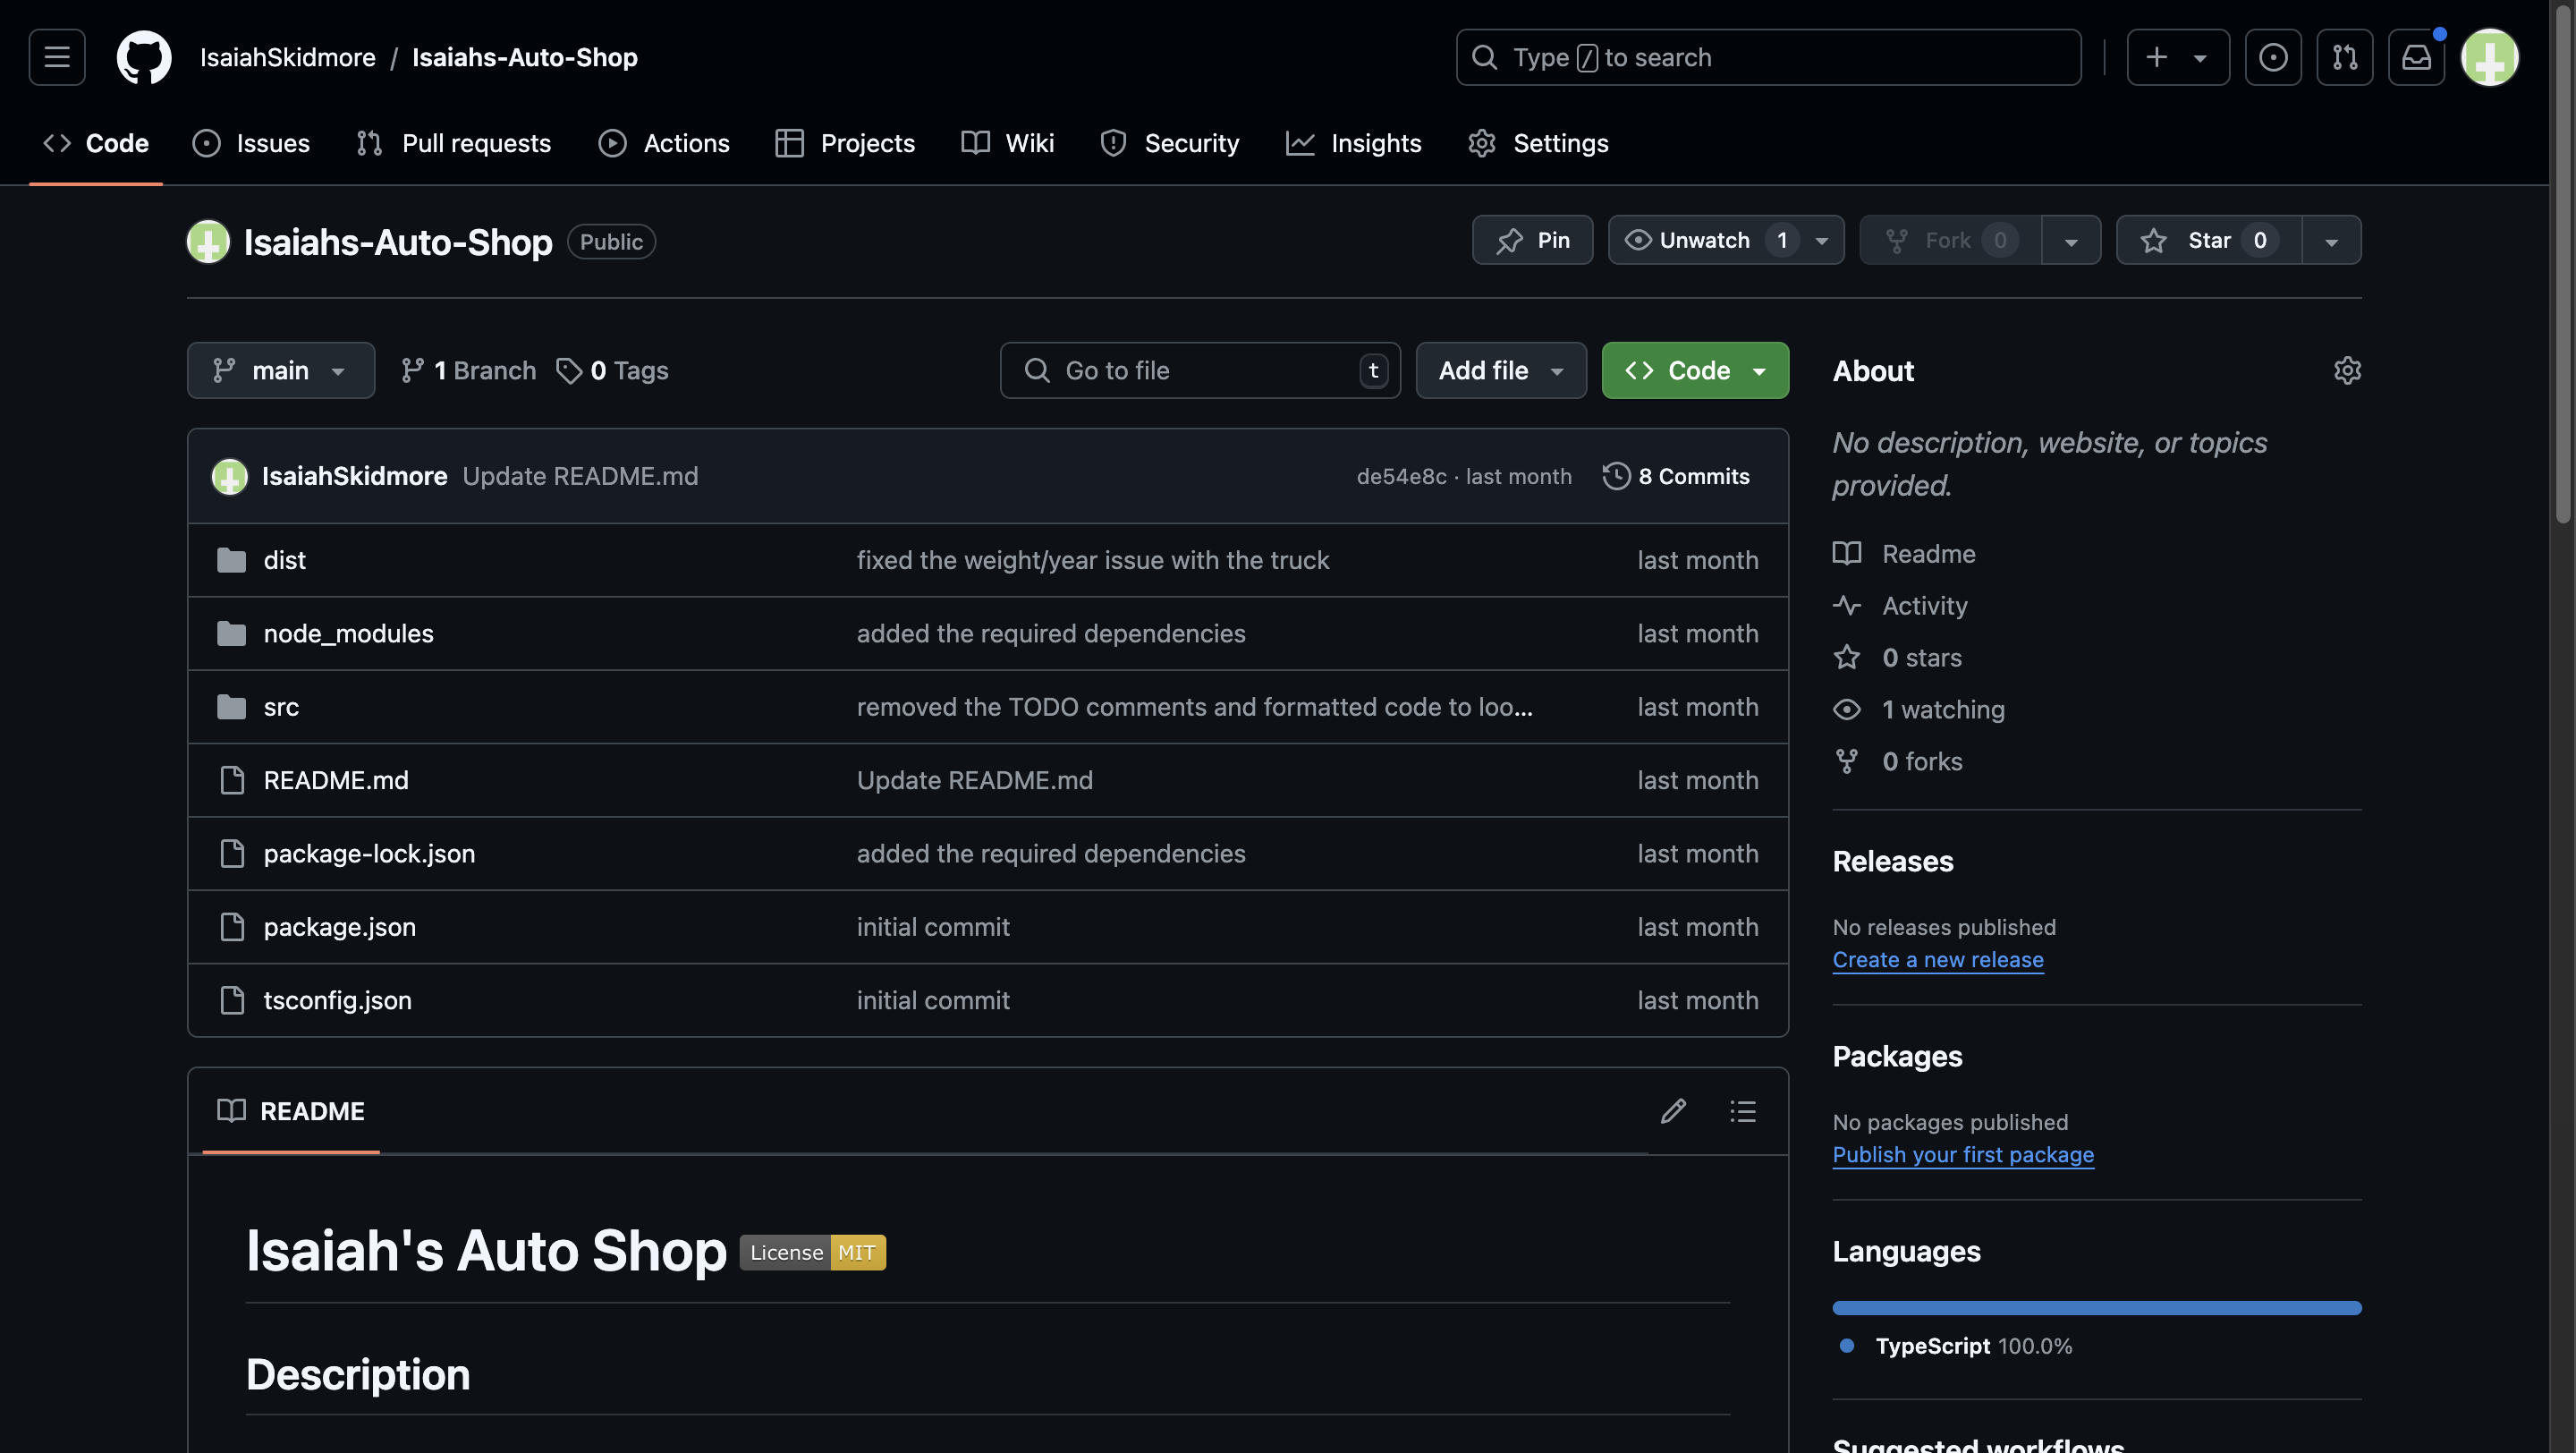 IsaiahSkidmore / Isaiahs-Auto-Shop
Type / to search
Code
Issues
Pull requests
Actions
Projects
Wiki
Security
Insights
Settings
Isaiahs-Auto-Shop Public
Pin
Unwatch 1
Fork 0
Star 0
main
1 Branch
0 Tags
Go to file t
Add file
Code
IsaiahSkidmore Update README.md de54e8c · last month 8 Commits
dist fixed the weight/year issue with the truck last month
node_modules added the required dependencies last month
src removed the TODO comments and formatted code to loo... last month
README.md Update README.md last month
package-lock.json added the required dependencies last month
package.json initial commit last month
tsconfig.json initial commit last month
README
Isaiah's Auto Shop License MIT
Description
About
No description, website, or topics
provided.
Readme
Activity
0 stars
1 watching
0 forks
Releases
No releases published
Create a new release
Packages
No packages published
Publish your first package
Languages
TypeScript 100.0%
Suggested workflows